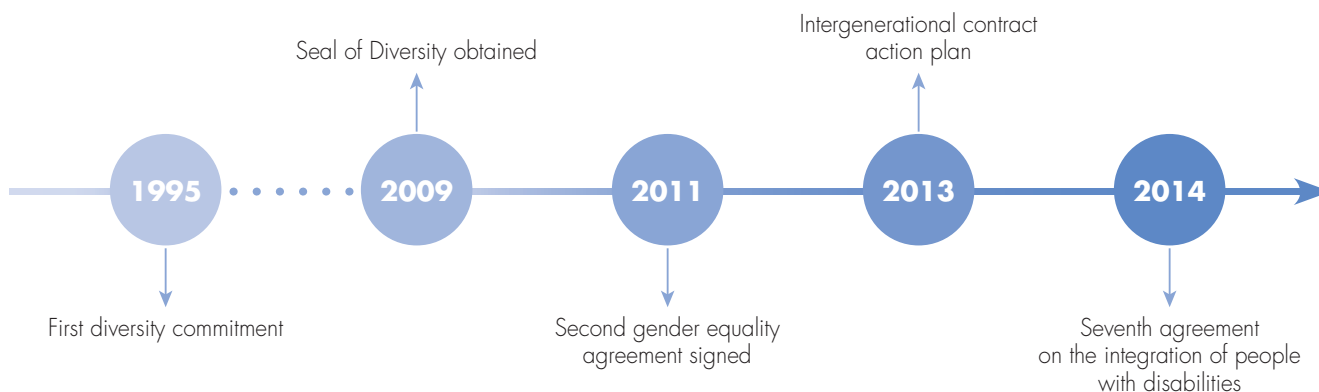 Intergenerational contract
action plan
Seal of Diversity obtained
1995
2009
2011
2013
2014
First diversity commitment
Second gender equality
agreement signed
Seventh agreement
on the integration of people
with disabilities